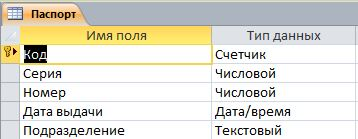 Паспорт
Имя поля Тип данных
Код Счетчик
Серия Числовой
Номер Числовой
Дата выдачи Дата/время
Подразделение Текстовый